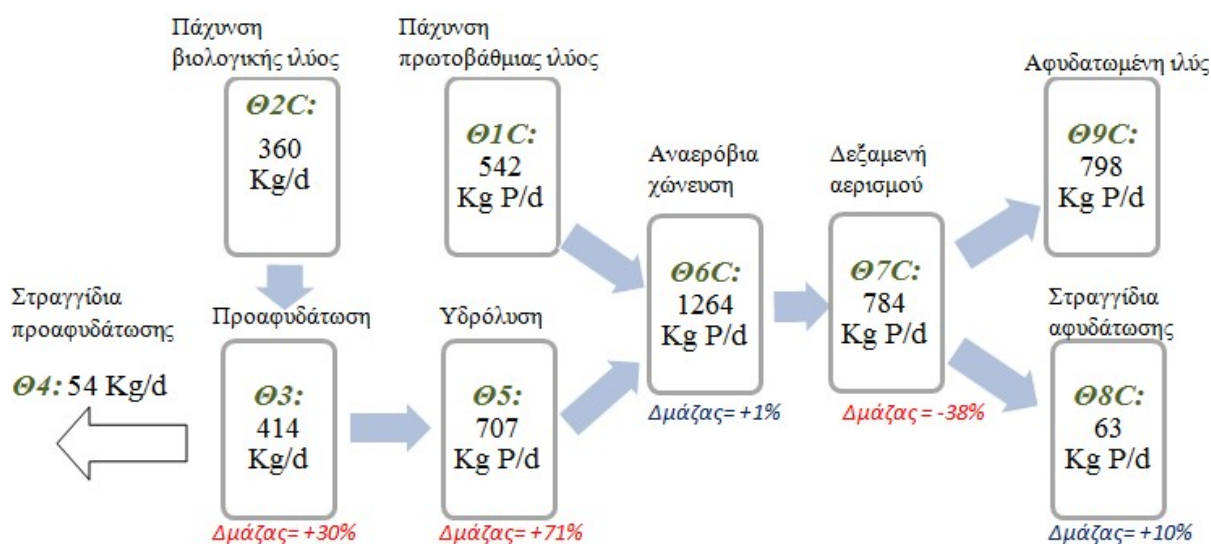 Πάχυνση
βιολογικής ιλύος
Θ2C:
360
Kg/d
Πάχυνση
πρωτοβάθμιας ιλύος
Θ1C:
542
Kg P/d
Αφυδατωμένη ιλύς
Θ9C:
798
Kg P/d
Αναερόβια
χώνευση
Θ6C:
1264
Kg P/d
Δμάζας= +1%
Δεξαμενή
αερισμού
Θ7C:
784
Kg P/d
Δμάζας = -38%
Στραγγίδια
προαφυδάτωσης
Θ4: 54 Kg/d
Προαφυδάτωση
Θ3:
414
Kg/d
Δμάζας= +30%
Υδρόλυση
Θ5:
707
Kg P/d
Δμάζας= +71%
Στραγγίδια
αφυδάτωσης
Θ8C:
63
Kg P/d
Δμάζας= +10%